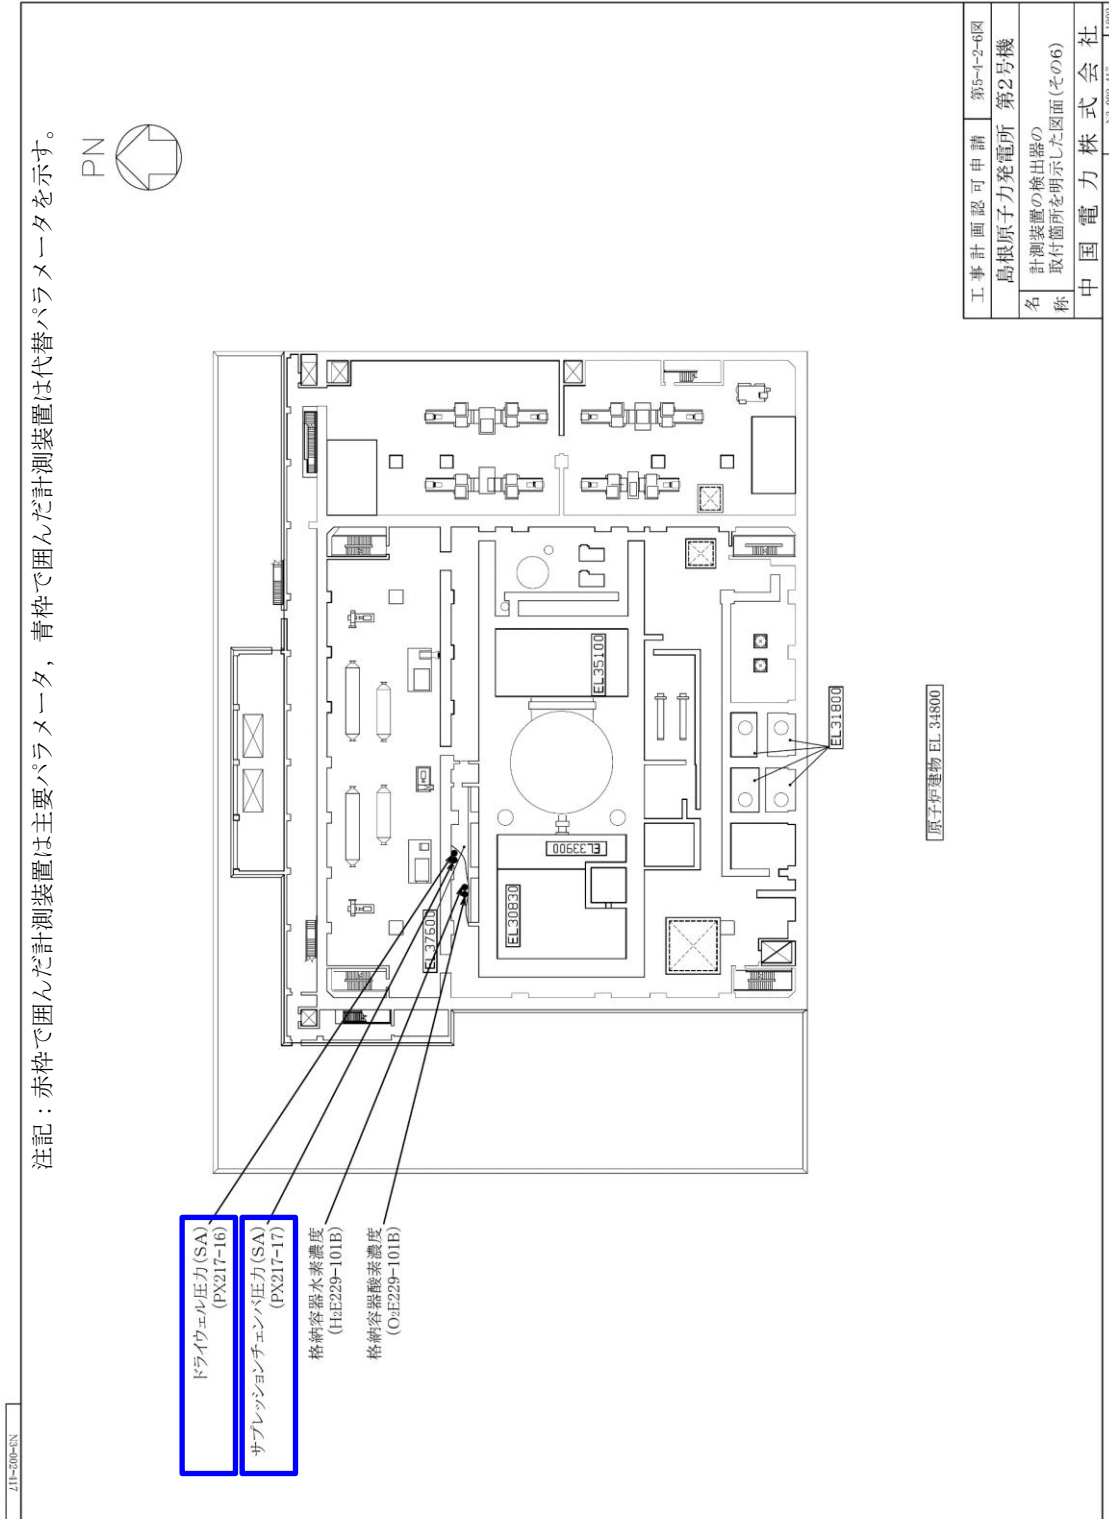 N3-002-417
注記：赤枠で囲んだ計測装置は主要パラメータ，青枠で囲んだ計測装置は代替パラメータを示す。
PN
ドライウェル圧力(SA)
(PX217-16)
サプレッションチェンバ圧力(SA)
(PX217-17)
格納容器水素濃度
(H2E229-101B)
格納容器酸素濃度
(O2E229-101B)
EL37600
EL30830
EL33900
EL35100
EL31800
原子炉建物 EL 34800
工事計画認可申請 第5-4-2-6図
島根原子力発電所 第2号機
名称
計測装置の検出器の
取付箇所を明示した図面(その6)
中国電力株式会社